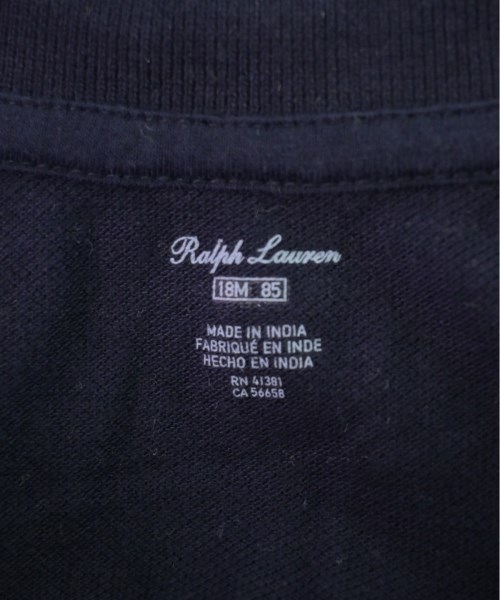 Ralph Lauren
18M 85
MADE IN INDIA
FABRIQUÉ EN INDE
HECHO EN INDIA
RN 41381
CA 56658